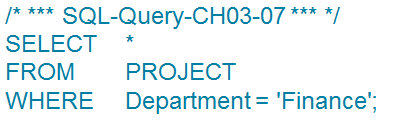 /* *** SQL-Query-CH03-07 *** */
SELECT *
FROM PROJECT
WHERE Department = 'Finance';